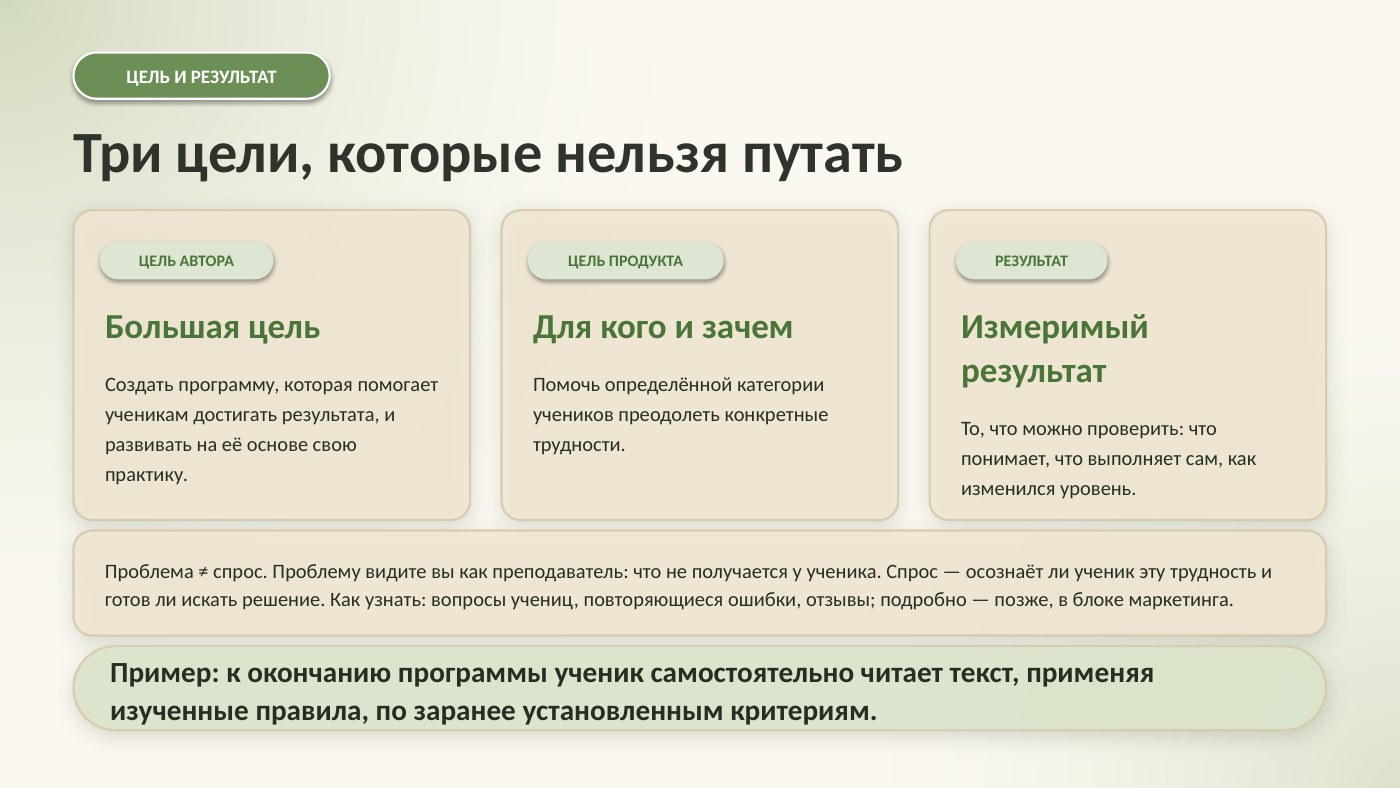 ЦЕЛЬ И РЕЗУЛЬТАТ
Три цели, которые нельзя путать
ЦЕЛЬ АВТОРА
Большая цель
Создать программу, которая помогает
ученикам достигать результата, и
развивать на её основе свою
практику.
ЦЕЛЬ ПРОДУКТА
Для кого и зачем
Помочь определённой категории
учеников преодолеть конкретные
трудности.
РЕЗУЛЬТАТ
Измеримый
результат
То, что можно проверить: что
понимает, что выполняет сам, как
изменился уровень.
Проблема ≠ спрос. Проблему видите вы как преподаватель: что не получается у ученика. Спрос — осознаёт ли ученик эту трудность и
готов ли искать решение. Как узнать: вопросы учениц, повторяющиеся ошибки, отзывы; подробно — позже, в блоке маркетинга.
Пример: к окончанию программы ученик самостоятельно читает текст, применяя
изученные правила, по заранее установленным критериям.